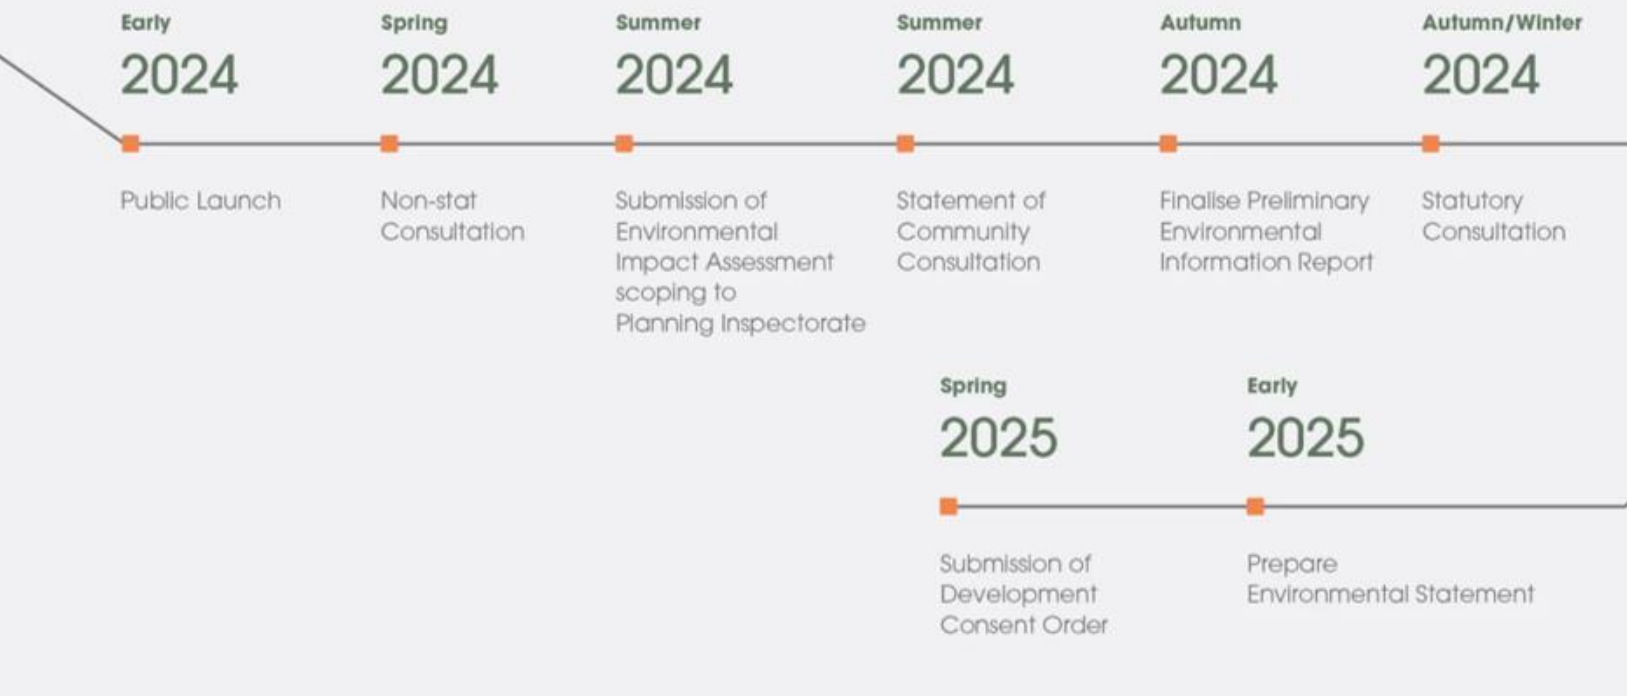 Early
2024
Public Launch
Spring
2024
Non-stat
Consultation
Summer
2024
Submission of
Environmental
Impact Assessment
scoping to
Planning Inspectorate
Summer
2024
Statement of
Community
Consultation
Autumn
2024
Finalise Preliminary
Environmental
Information Report
Autumn/Winter
2024
Statutory
Consultation
Early
2025
Prepare
Environmental Statement
Spring
2025
Submission of
Development
Consent Order